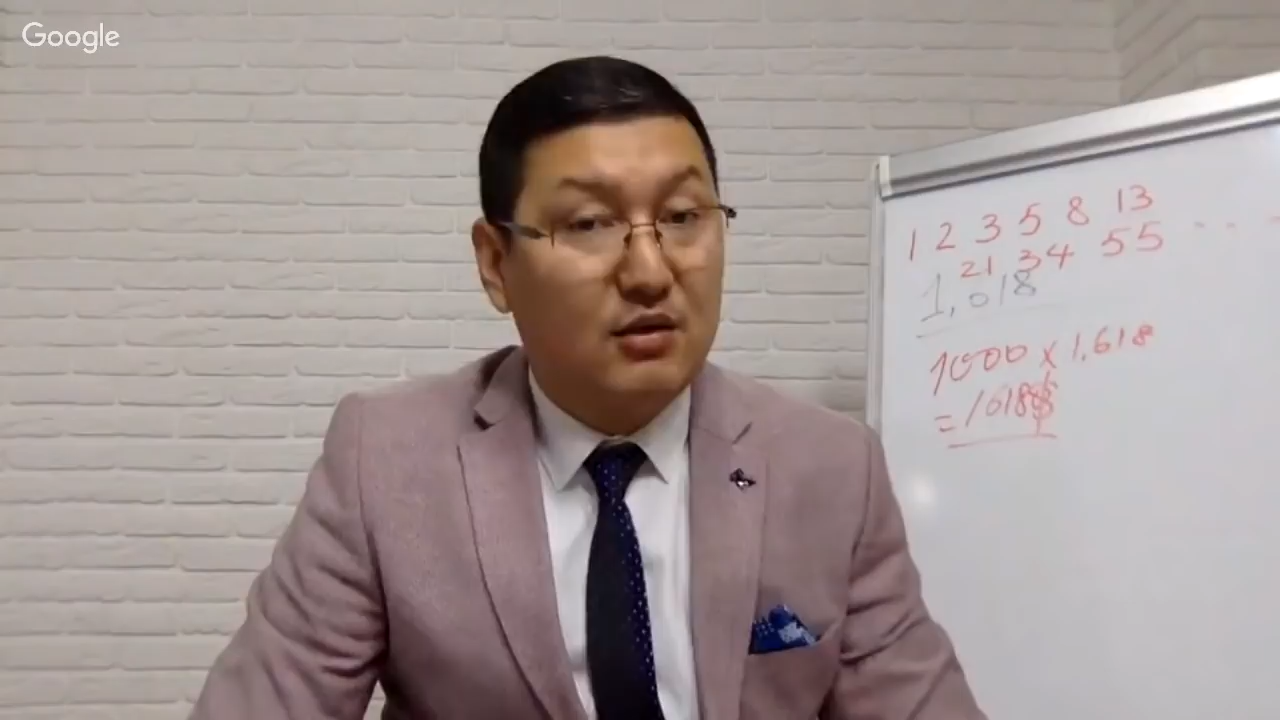 Google
1 2 3 5 8 13
21 34 55 . . . .
1,018
1000 x 1.618
= 1618$